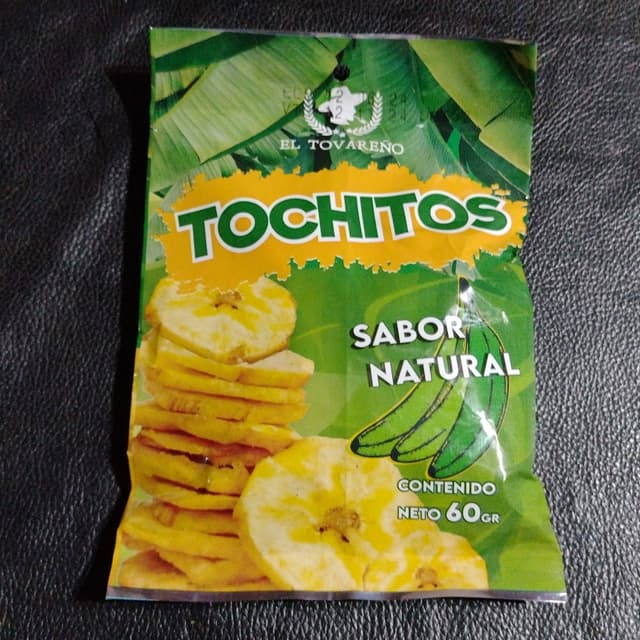 EL TOVAREÑO
TOCHITOS
SABOR
NATURAL
CONTENIDO
NETO 60GR